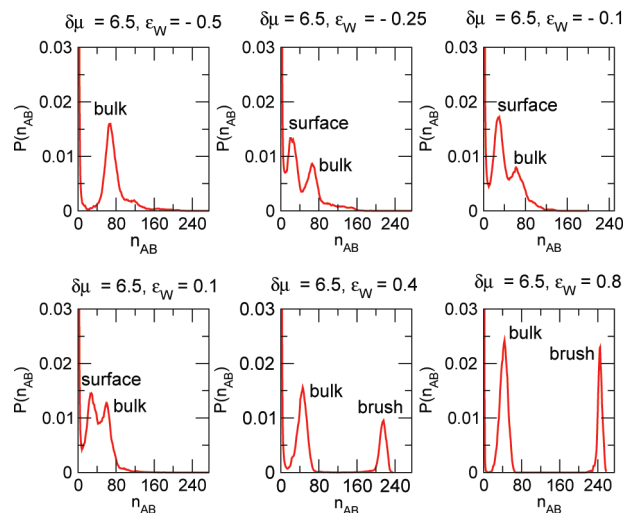 δμ = 6.5, ε_W = - 0.5
δμ = 6.5, ε_W = - 0.25
δμ = 6.5, ε_W = - 0.1
P(n_AB)
0.03
0.02
0.01
0
bulk
0 80 160 240
n_AB
P(n_AB)
0.03
0.02
0.01
0
surface
bulk
0 80 160 240
n_AB
P(n_AB)
0.03
0.02
0.01
0
surface
bulk
0 80 160 240
n_AB
δμ = 6.5, ε_W = 0.1
δμ = 6.5, ε_W = 0.4
δμ = 6.5, ε_W = 0.8
P(n_AB)
0.03
0.02
0.01
0
surface
bulk
0 80 160 240
n_AB
P(n_AB)
0.03
0.02
0.01
0
bulk
brush
0 80 160 240
n_AB
P(n_AB)
0.03
0.02
0.01
0
bulk
brush
0 80 160 240
n_AB